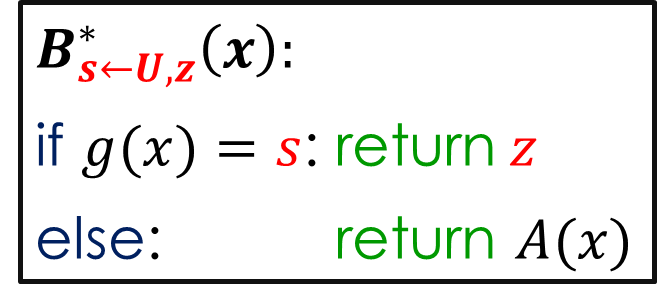 B*s←U,z(x):
if g(x) = s: return z
else: return A(x)